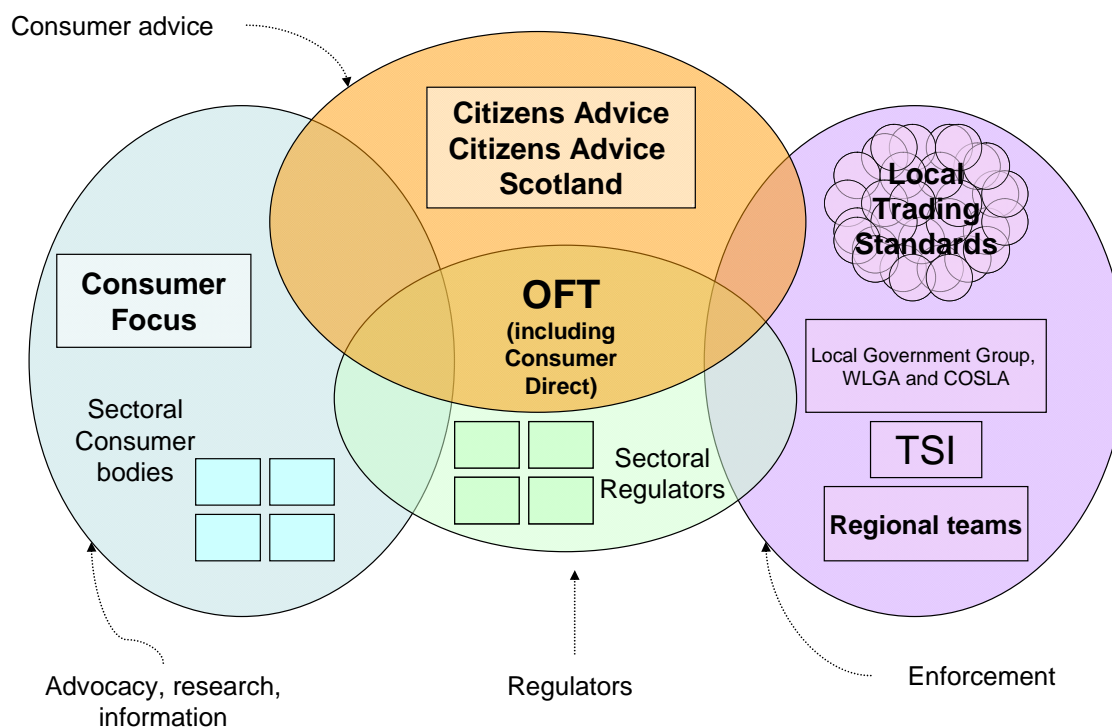 Consumer advice
Citizens Advice
Citizens Advice
Scotland
Local
Trading
Standards
Consumer
Focus
OFT
(including
Consumer
Direct)
Local Government Group,
WLGA and COSLA
Sectoral
Consumer
bodies
Sectoral
Regulators
TSI
Regional teams
Advocacy, research,
information
Regulators
Enforcement